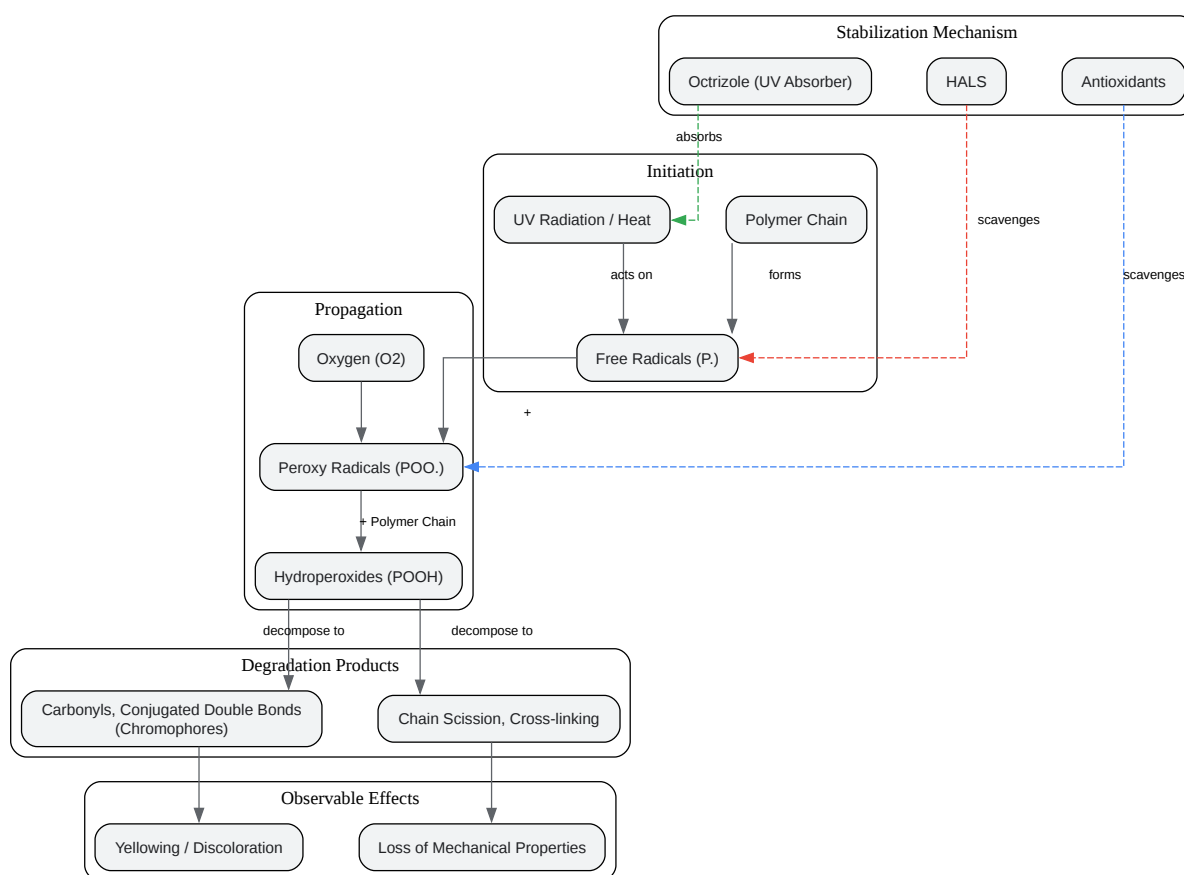 Stabilization Mechanism
Octrizole (UV Absorber)
HALS
Antioxidants
absorbs
Initiation
UV Radiation / Heat
Polymer Chain
scavenges
acts on
forms
scavenges
Propagation
Oxygen (O2)
Free Radicals (P.)
+
Peroxy Radicals (POO.)
+ Polymer Chain
Hydroperoxides (POOH)
decompose to
decompose to
Degradation Products
Carbonyls, Conjugated Double Bonds
(Chromophores)
Chain Scission, Cross-linking
Observable Effects
Yellowing / Discoloration
Loss of Mechanical Properties